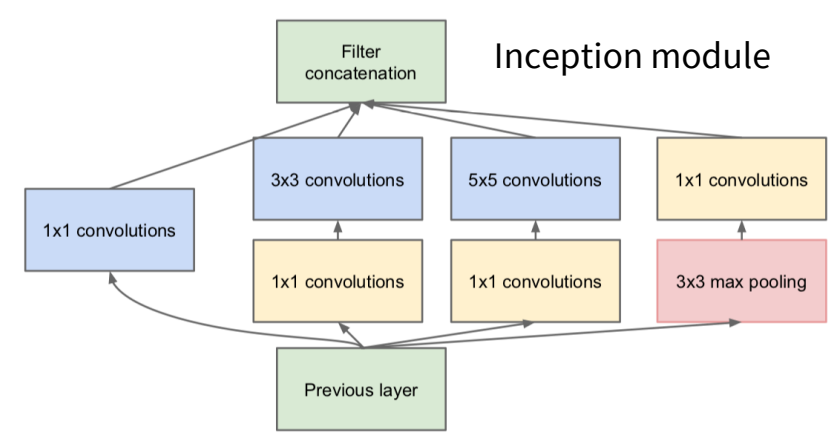 Filter
concatenation
Inception module
3x3 convolutions
5x5 convolutions
1x1 convolutions
1x1 convolutions
1x1 convolutions
1x1 convolutions
3x3 max pooling
Previous layer